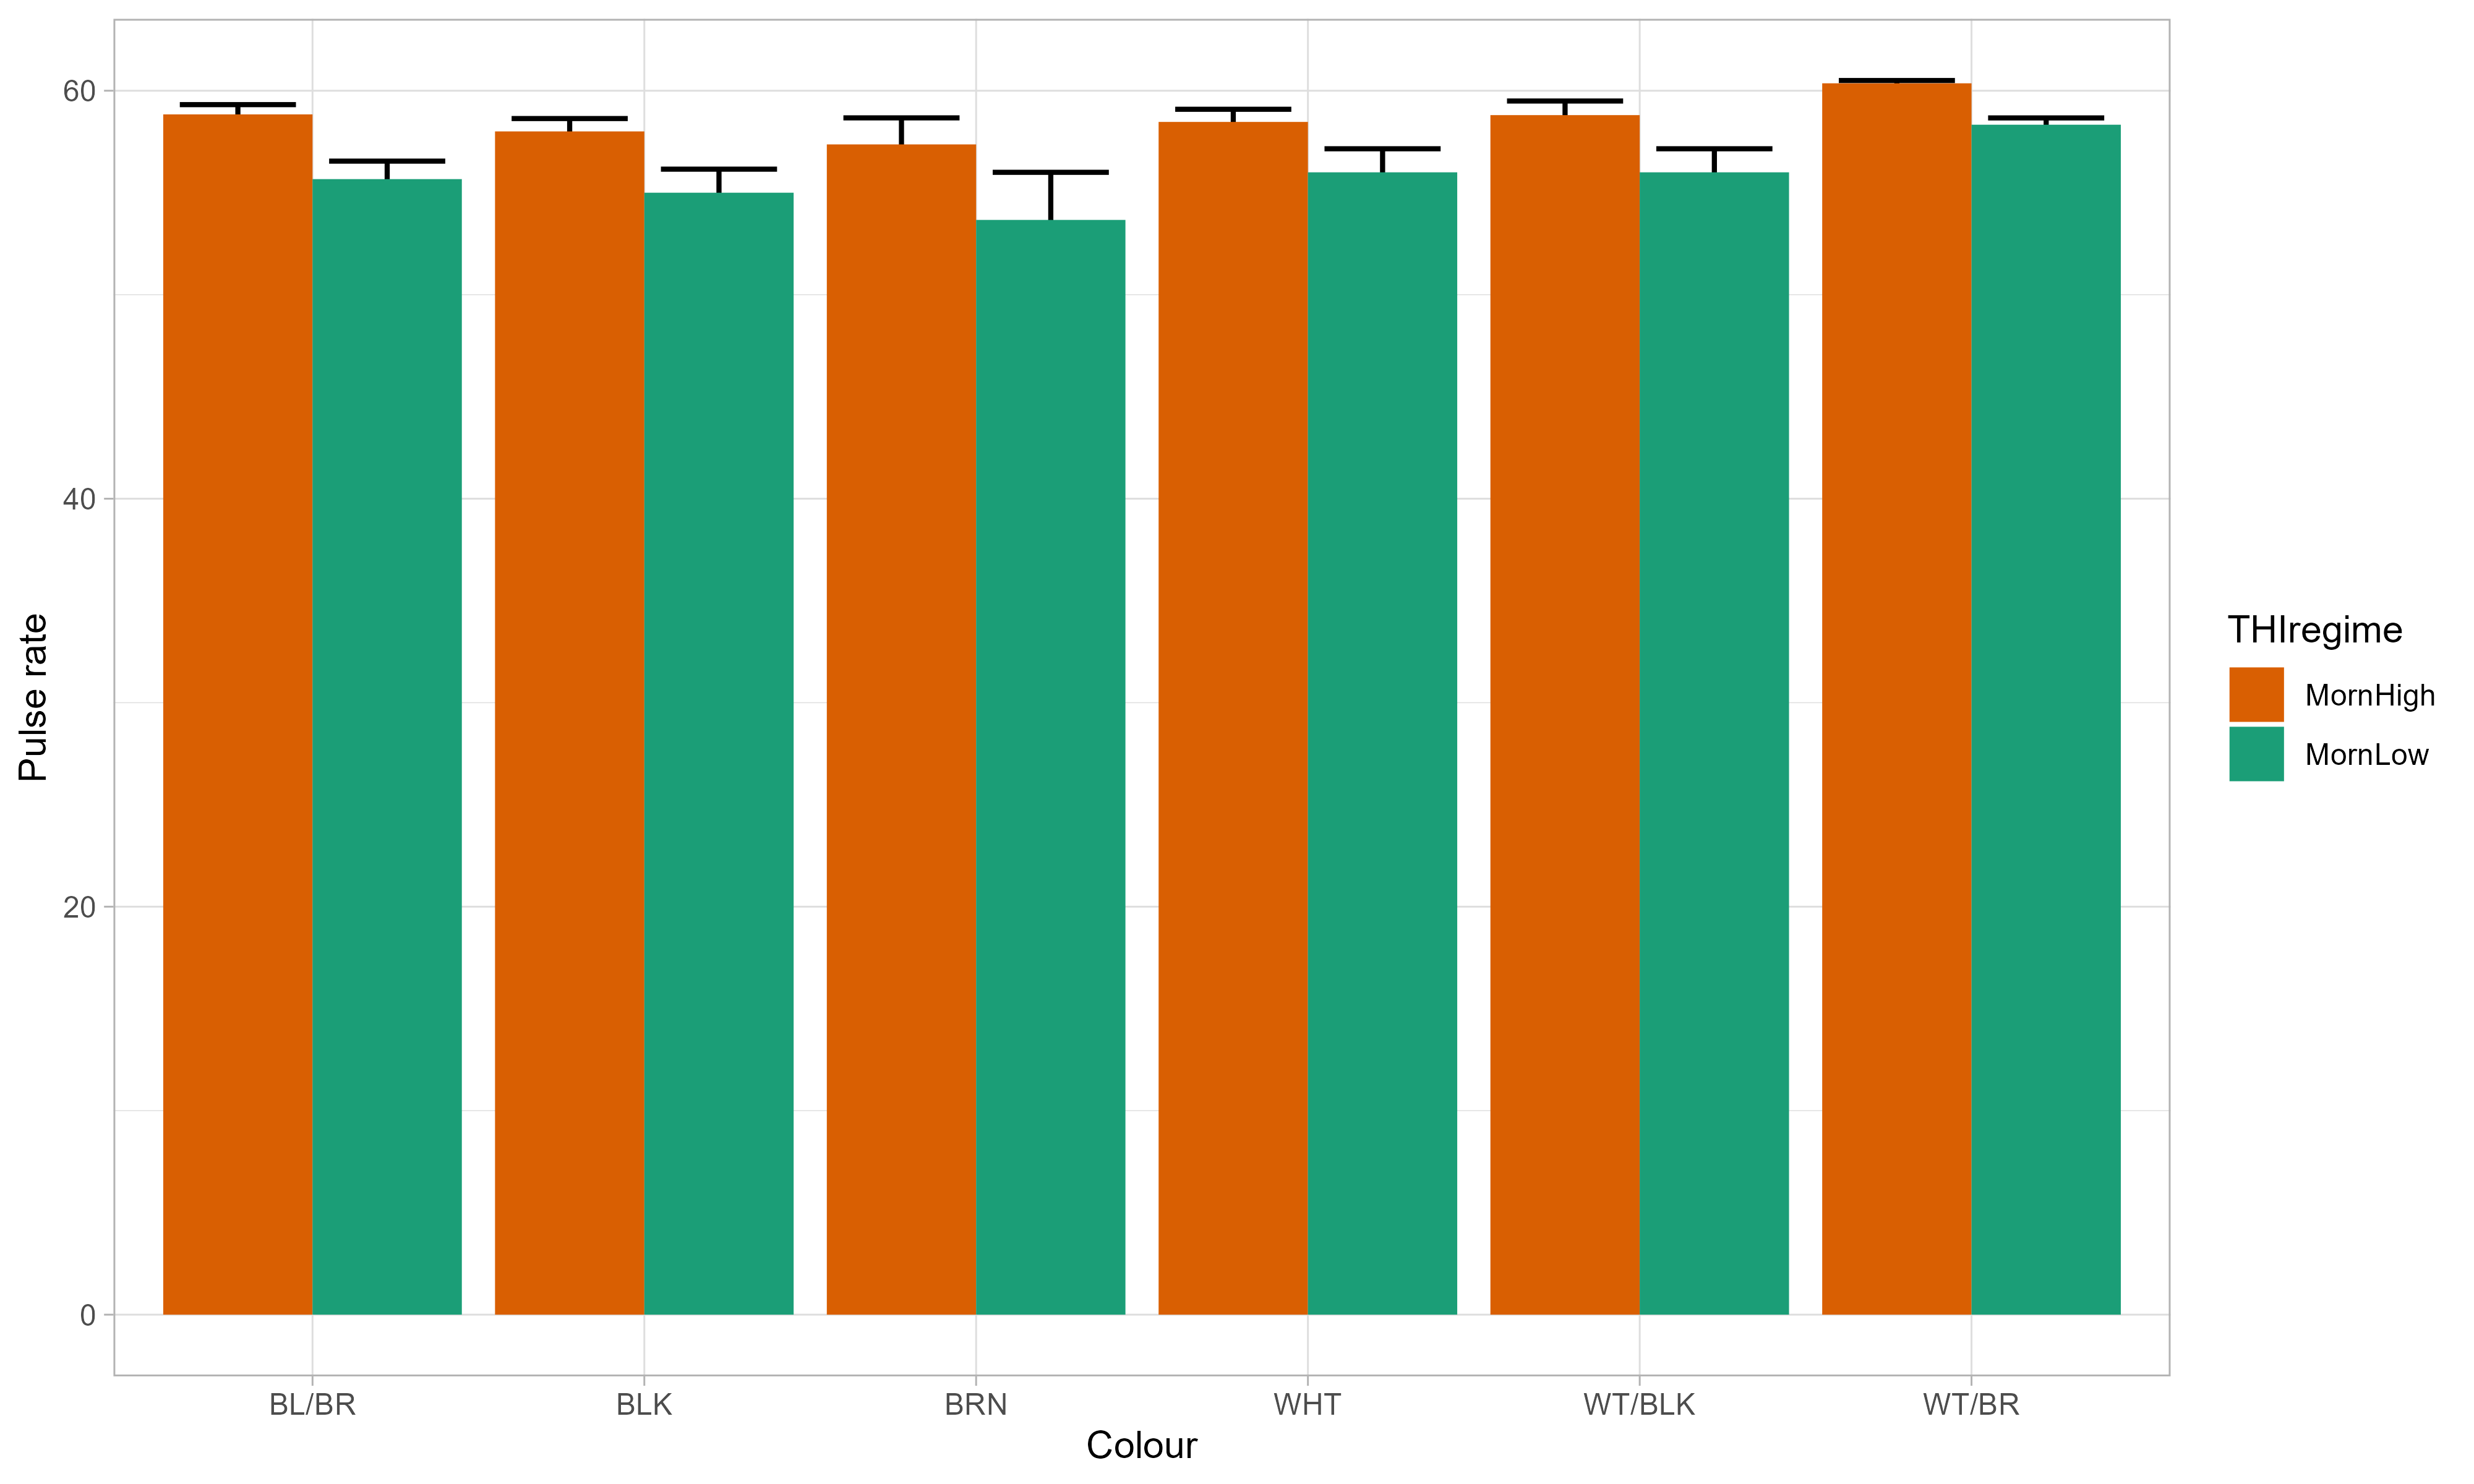 60
40
20
0
Pulse rate
BL/BR BLK BRN WHT WT/BLK WT/BR
Colour
THIregime
MornHigh
MornLow